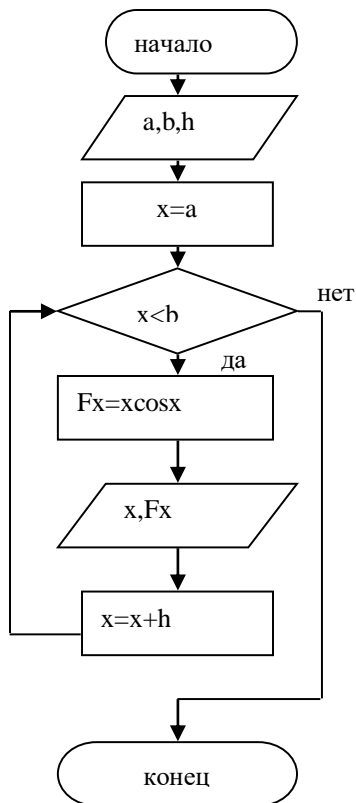 начало
a,b,h
x=a
x<b
нет
да
Fx=xcosx
x,Fx
x=x+h
конец